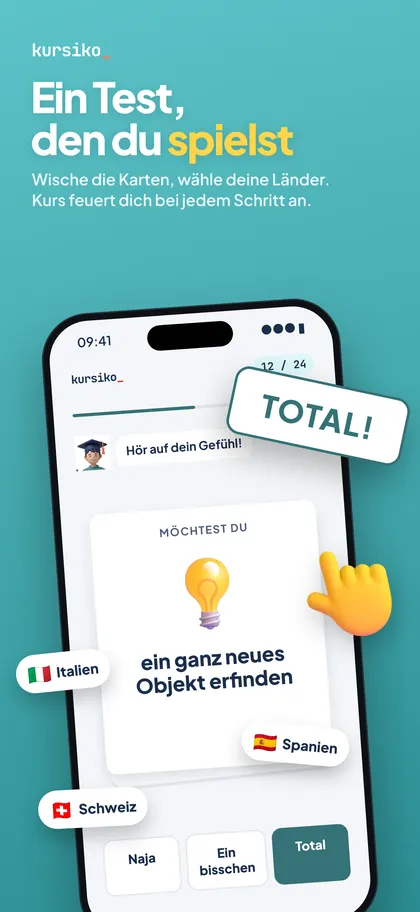 kursiko_
Ein Test,
den du spielst
Wische die Karten, wähle deine Länder.
Kurs feuert dich bei jedem Schritt an.
09:41
kursiko_
12 / 24
TOTAL!
Hör auf dein Gefühl!
MÖCHTEST DU
ein ganz neues
Objekt erfinden
Italien
Spanien
Schweiz
Naja
Ein
bisschen
Total